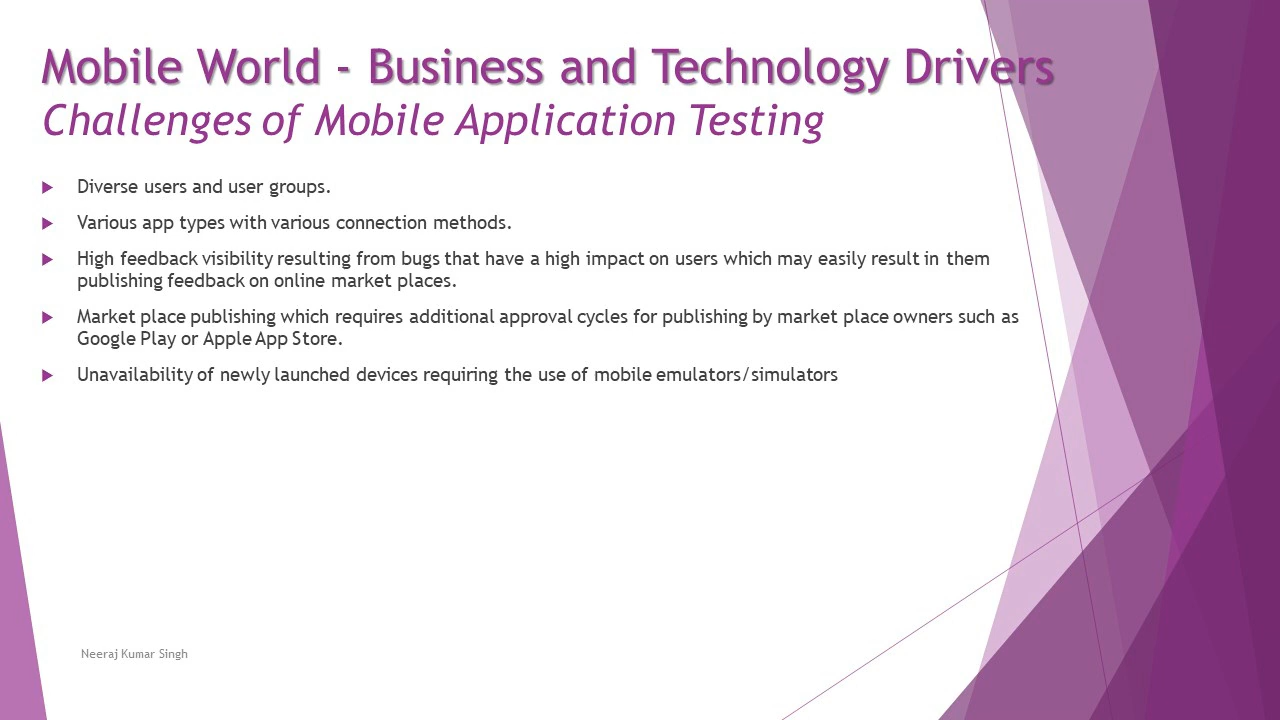 Mobile World - Business and Technology Drivers
Challenges of Mobile Application Testing
Diverse users and user groups.
Various app types with various connection methods.
High feedback visibility resulting from bugs that have a high impact on users which may easily result in them
publishing feedback on online market places.
Market place publishing which requires additional approval cycles for publishing by market place owners such as
Google Play or Apple App Store.
Unavailability of newly launched devices requiring the use of mobile emulators/simulators
Neeraj Kumar Singh